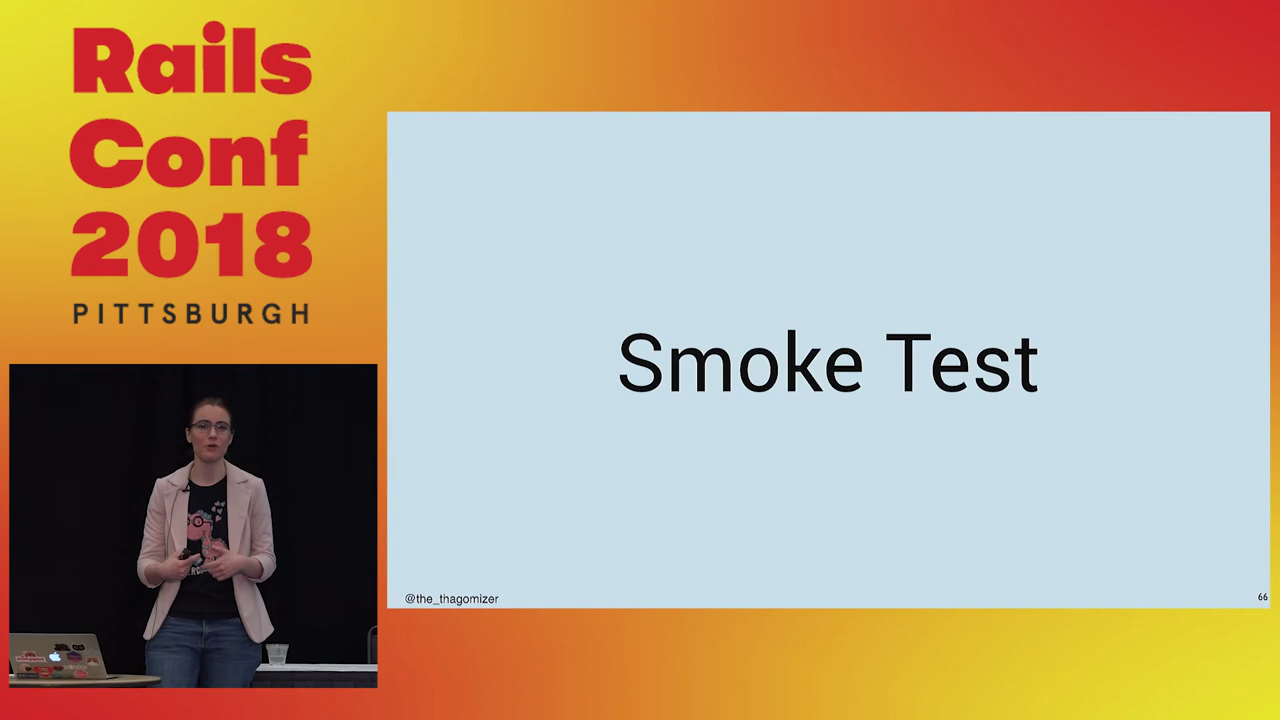 Rails
Conf
2018
PITTSBURGH
Smoke Test
@the_thagomizer
66